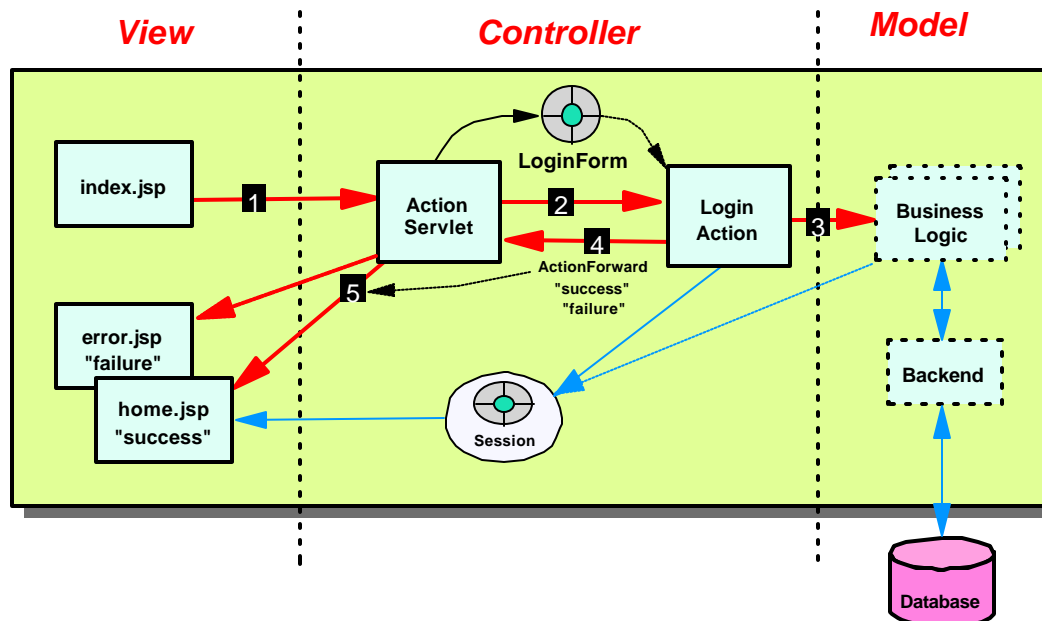 View
Controller
Model
LoginForm
index.jsp
1
Action
Servlet
2
Login
Action
3
Business
Logic
4
ActionForward
"success"
"failure"
5
error.jsp
"failure"
home.jsp
"success"
Session
Backend
Database